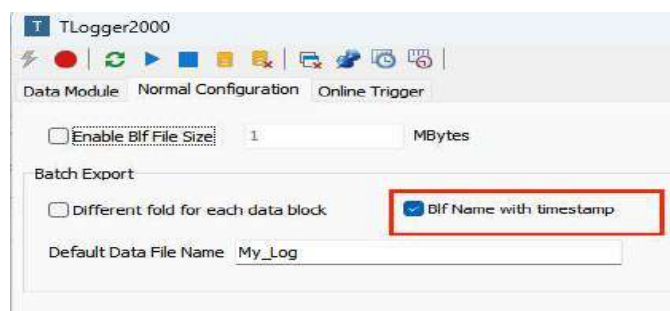 TLogger2000
Data Module Normal Configuration Online Trigger
Enable Blf File Size 1 MBytes
Batch Export
Different fold for each data block Blf Name with timestamp
Default Data File Name My_Log